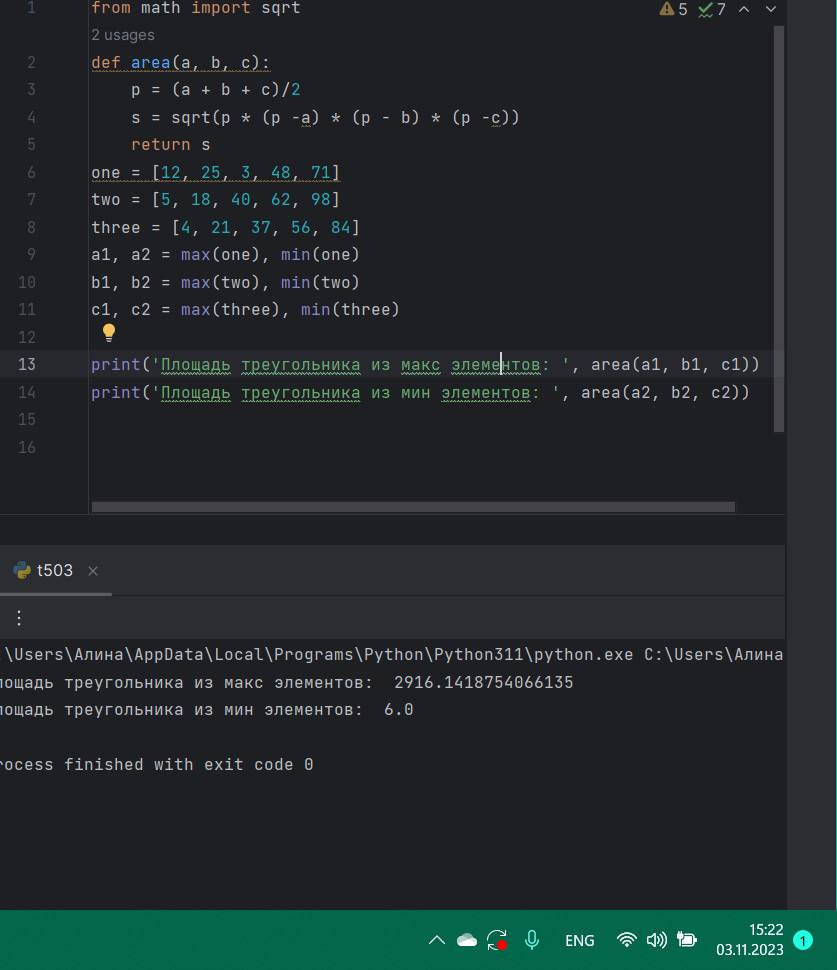 1 from math import sqrt
5 7
2 usages
2 def area(a, b, c):
3 p = (a + b + c)/2
4 s = sqrt(p * (p -a) * (p - b) * (p -c))
5 return s
6 one = [12, 25, 3, 48, 71]
7 two = [5, 18, 40, 62, 98]
8 three = [4, 21, 37, 56, 84]
9 a1, a2 = max(one), min(one)
10 b1, b2 = max(two), min(two)
11 c1, c2 = max(three), min(three)
12
13 print('Площадь треугольника из макс элементов: ', area(a1, b1, c1))
14 print('Площадь треугольника из мин элементов: ', area(a2, b2, c2))
15
16
t503
:\Users\Алина\AppData\Local\Programs\Python\Python311\python.exe C:\Users\Алина
лощадь треугольника из макс элементов:  2916.1418754066135
лощадь треугольника из мин элементов:  6.0
rocess finished with exit code 0
ENG
15:22
03.11.2023
1